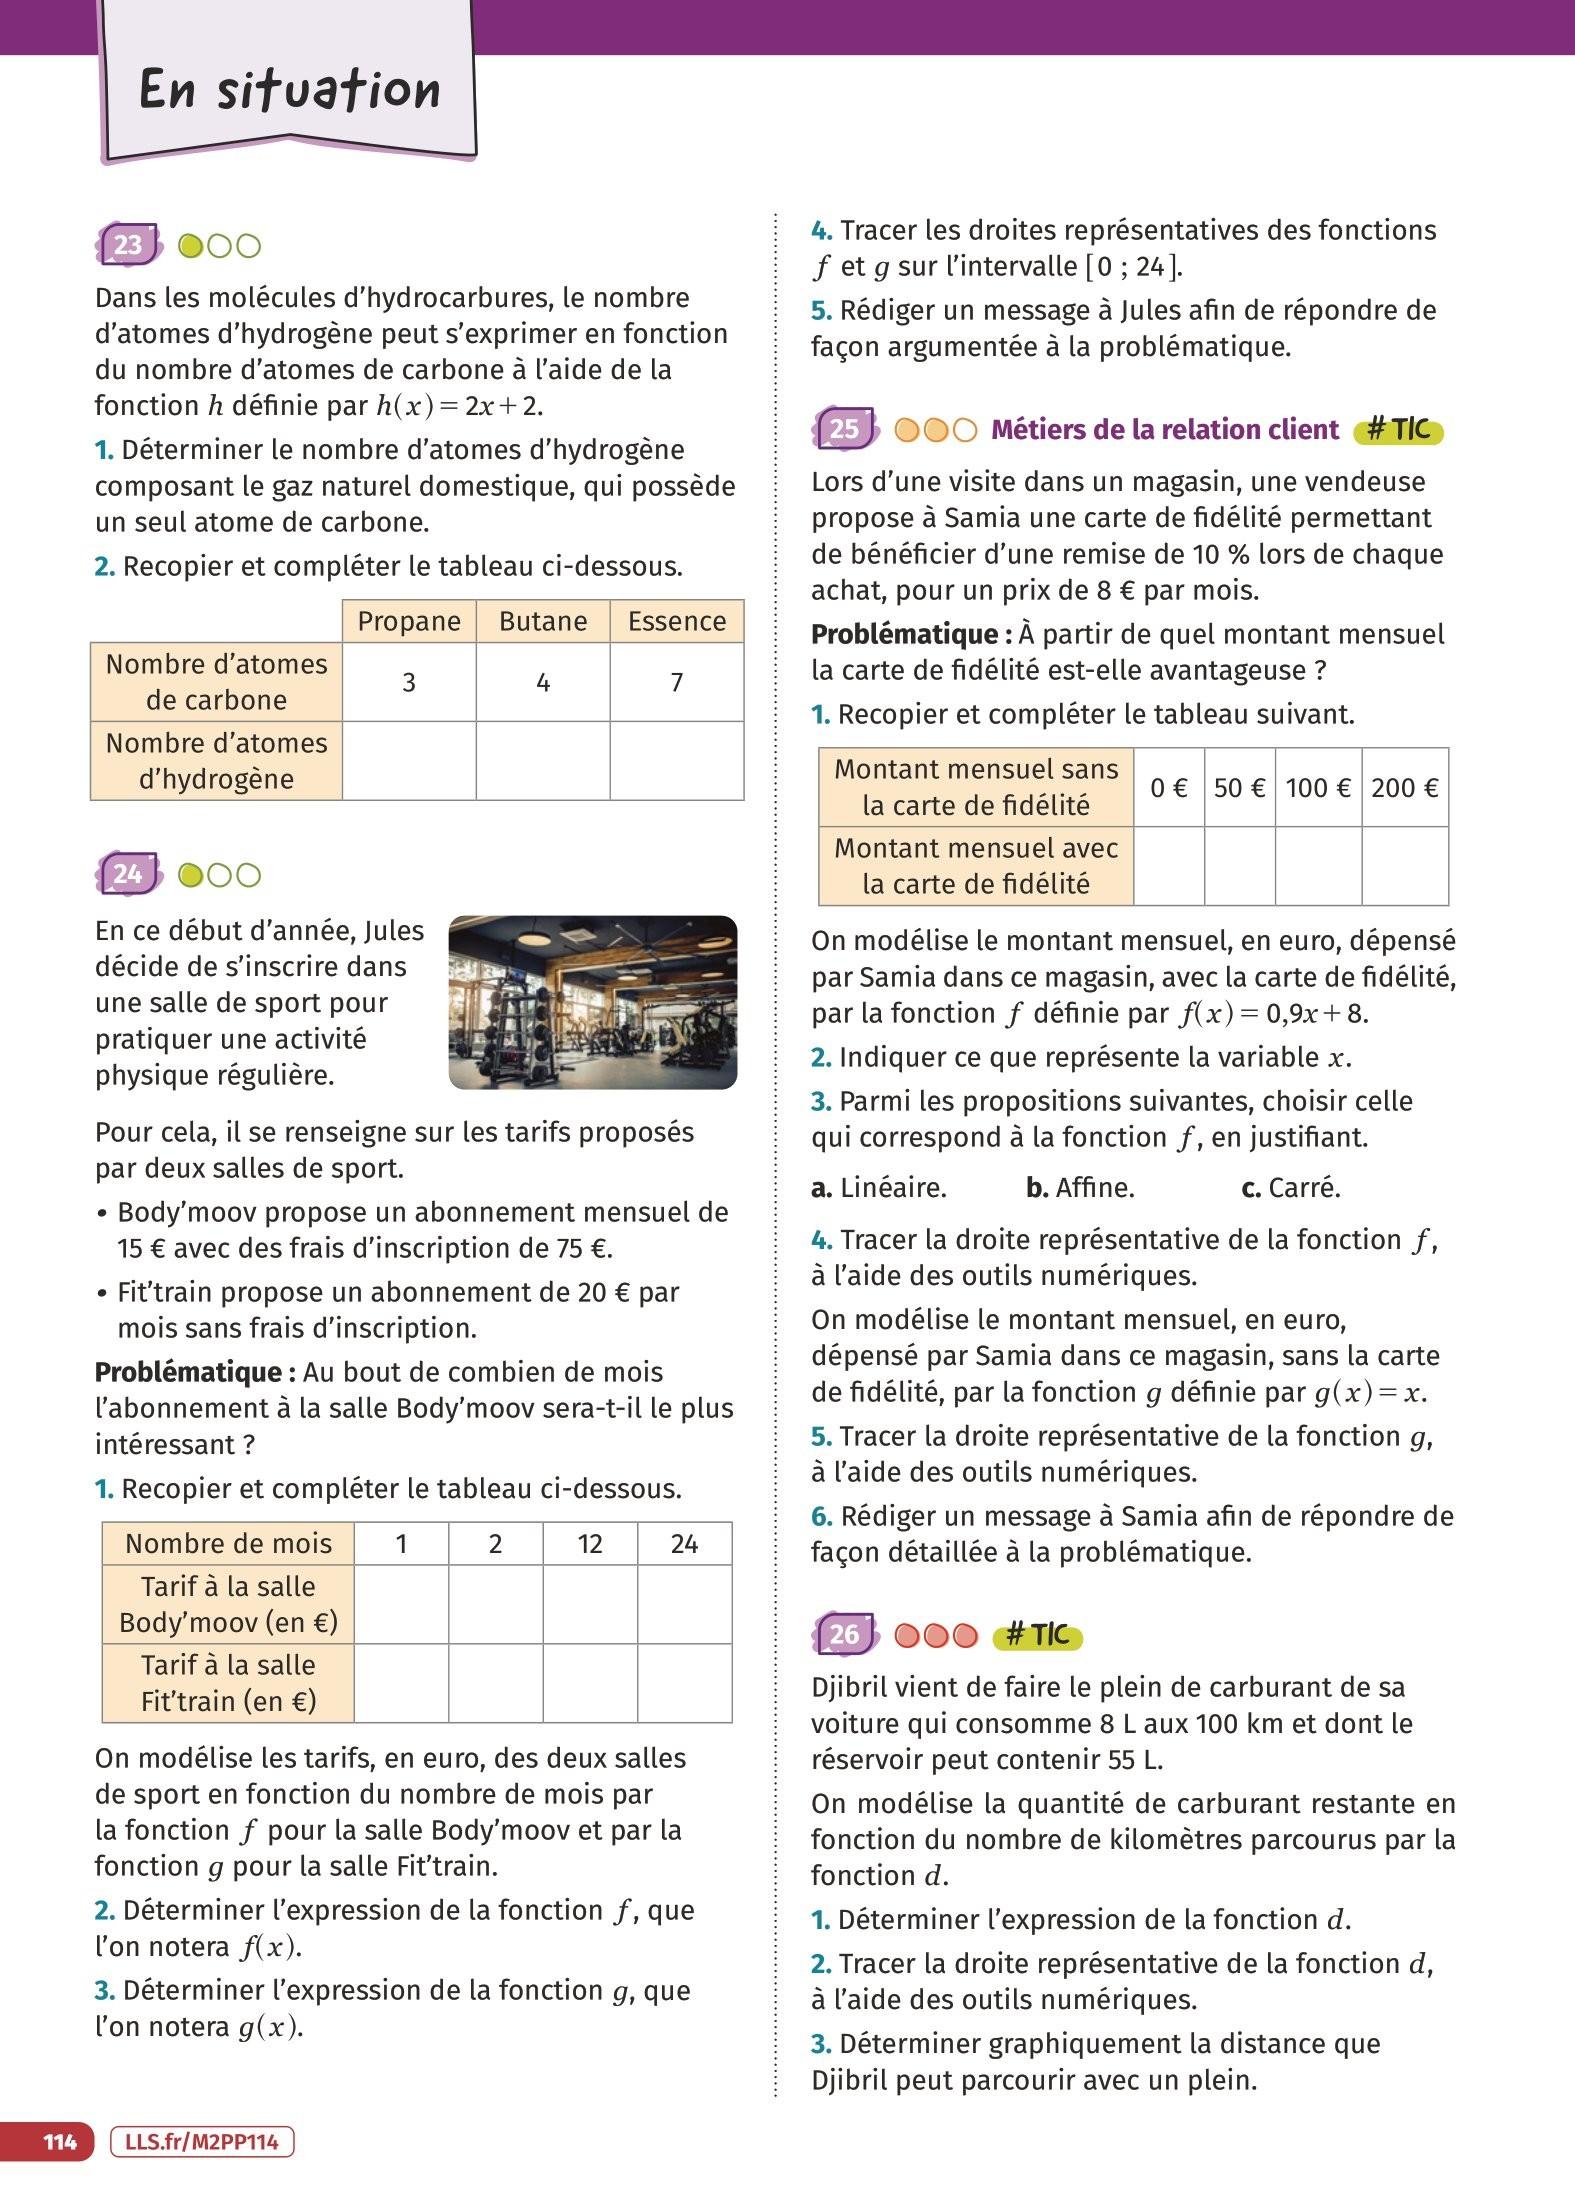 En situation
23
Dans les molécules d’hydrocarbures, le nombre
d’atomes d’hydrogène peut s’exprimer en fonction
du nombre d’atomes de carbone à l’aide de la
fonction h définie par h(x) = 2x + 2.
1. Déterminer le nombre d’atomes d’hydrogène
composant le gaz naturel domestique, qui possède
un seul atome de carbone.
2. Recopier et compléter le tableau ci-dessous.
Propane Butane Essence
Nombre d’atomes
de carbone
3 4 7
Nombre d’atomes
d’hydrogène
24
En ce début d’année, Jules
décide de s’inscrire dans
une salle de sport pour
pratiquer une activité
physique régulière.
Pour cela, il se renseigne sur les tarifs proposés
par deux salles de sport.
• Body’moov propose un abonnement mensuel de
15 € avec des frais d’inscription de 75 €.
• Fit’train propose un abonnement de 20 € par
mois sans frais d’inscription.
Problématique : Au bout de combien de mois
l’abonnement à la salle Body’moov sera-t-il le plus
intéressant ?
1. Recopier et compléter le tableau ci-dessous.
Nombre de mois 1 2 12 24
Tarif à la salle
Body’moov (en €)
Tarif à la salle
Fit’train (en €)
On modélise les tarifs, en euro, des deux salles
de sport en fonction du nombre de mois par
la fonction f pour la salle Body’moov et par la
fonction g pour la salle Fit’train.
2. Déterminer l’expression de la fonction f, que
l’on notera f(x).
3. Déterminer l’expression de la fonction g, que
l’on notera g(x).
4. Tracer les droites représentatives des fonctions
f et g sur l’intervalle [0 ; 24].
5. Rédiger un message à Jules afin de répondre de
façon argumentée à la problématique.
25 Métiers de la relation client # TIC
Lors d’une visite dans un magasin, une vendeuse
propose à Samia une carte de fidélité permettant
de bénéficier d’une remise de 10 % lors de chaque
achat, pour un prix de 8 € par mois.
Problématique : À partir de quel montant mensuel
la carte de fidélité est-elle avantageuse ?
1. Recopier et compléter le tableau suivant.
Montant mensuel sans
la carte de fidélité
0 € 50 € 100 € 200 €
Montant mensuel avec
la carte de fidélité
On modélise le montant mensuel, en euro, dépensé
par Samia dans ce magasin, avec la carte de fidélité,
par la fonction f définie par f(x) = 0,9x + 8.
2. Indiquer ce que représente la variable x.
3. Parmi les propositions suivantes, choisir celle
qui correspond à la fonction f, en justifiant.
a. Linéaire. b. Affine. c. Carré.
4. Tracer la droite représentative de la fonction f,
à l’aide des outils numériques.
On modélise le montant mensuel, en euro,
dépensé par Samia dans ce magasin, sans la carte
de fidélité, par la fonction g définie par g(x) = x.
5. Tracer la droite représentative de la fonction g,
à l’aide des outils numériques.
6. Rédiger un message à Samia afin de répondre de
façon détaillée à la problématique.
26 # TIC
Djibril vient de faire le plein de carburant de sa
voiture qui consomme 8 L aux 100 km et dont le
réservoir peut contenir 55 L.
On modélise la quantité de carburant restante en
fonction du nombre de kilomètres parcourus par la
fonction d.
1. Déterminer l’expression de la fonction d.
2. Tracer la droite représentative de la fonction d,
à l’aide des outils numériques.
3. Déterminer graphiquement la distance que
Djibril peut parcourir avec un plein.
114 LLS.fr/M2PP114